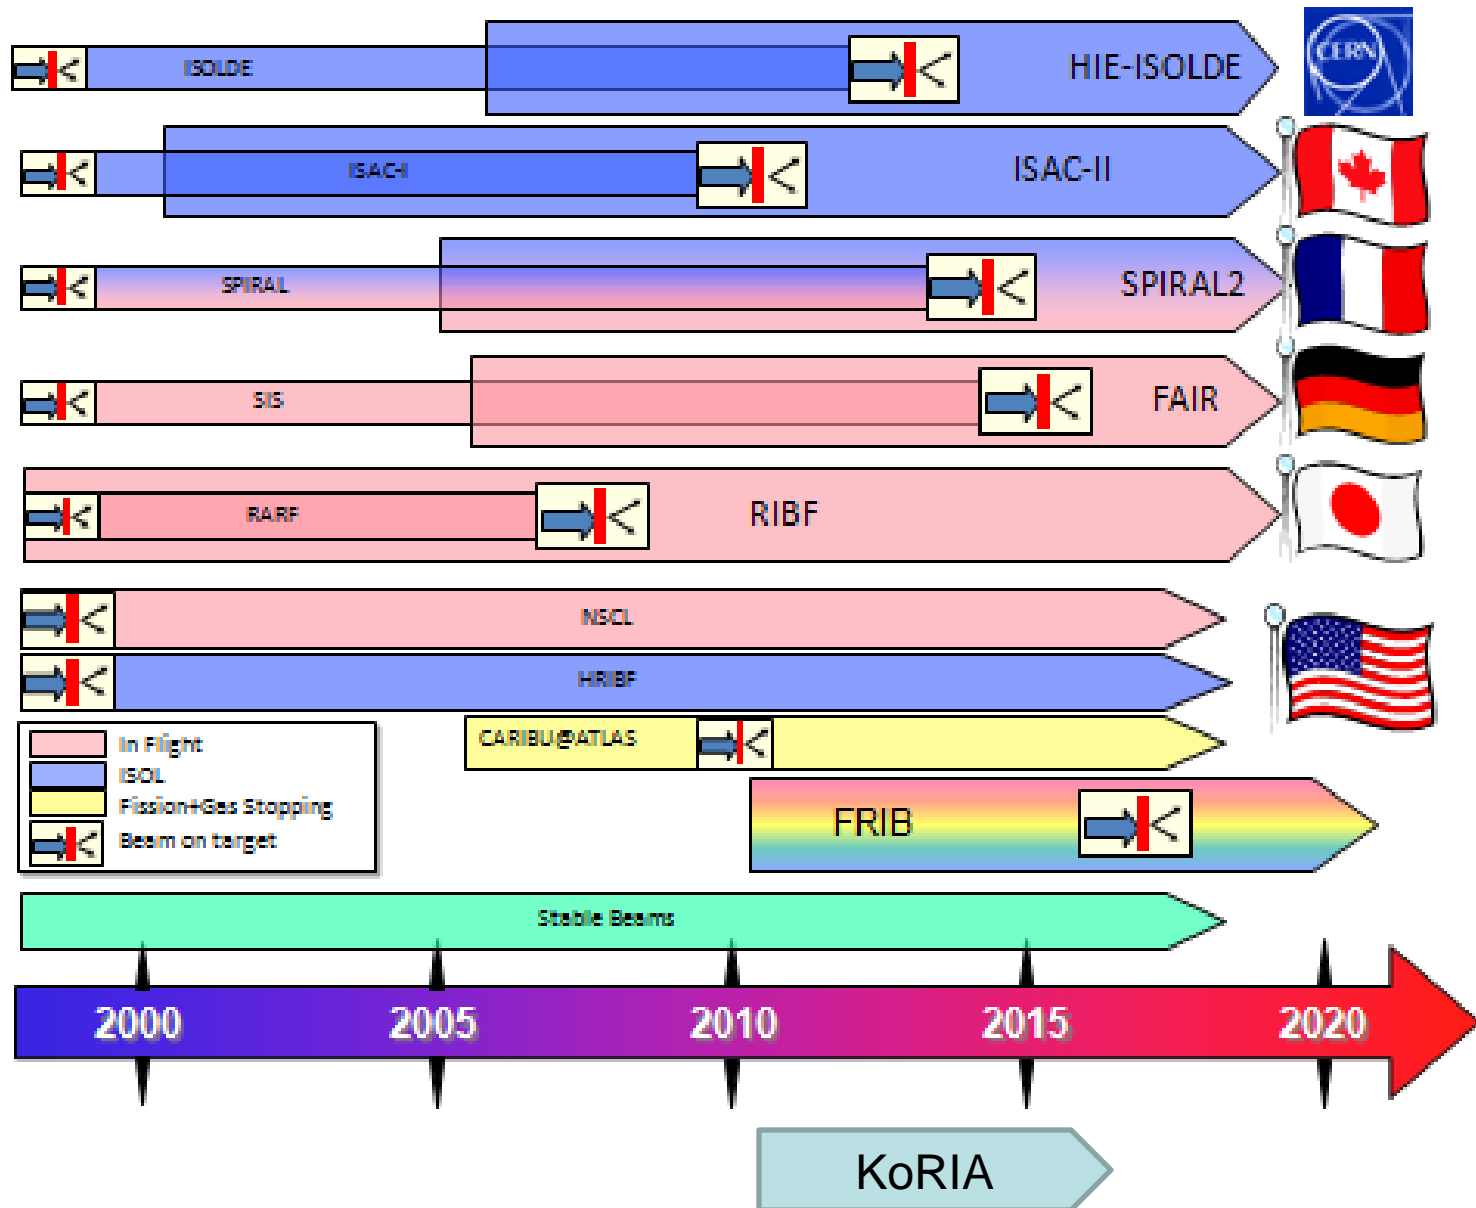 ISOLDE
HIE-ISOLDE
CERN
ISAC-I
ISAC-II
SPIRAL
SPIRAL2
SIS
FAIR
RARF
RIBF
NSCL
HRIBF
CARIBU@ATLAS
In Flight
ISOL
Fission+Gas Stopping
Beam on target
FRIB
Stable Beams
2000 2005 2010 2015 2020
KoRIA